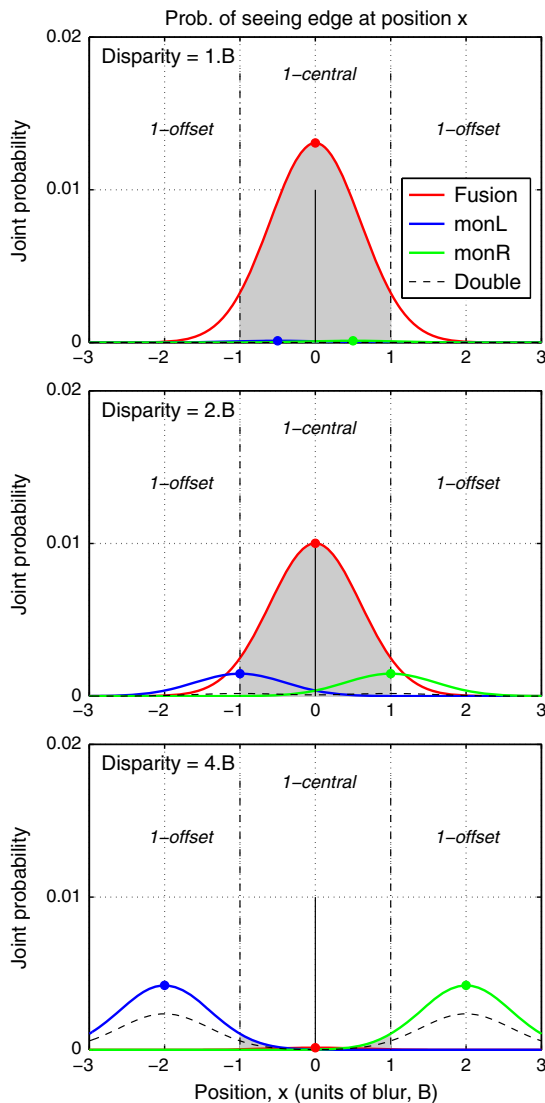 Prob. of seeing edge at position x
0.02
Disparity = 1.B
1−central
1−offset
1−offset
0.01
Joint probability
Fusion
monL
monR
Double
0
−3 −2 −1 0 1 2 3
0.02
Disparity = 2.B
1−central
1−offset
1−offset
0.01
Joint probability
0
−3 −2 −1 0 1 2 3
0.02
Disparity = 4.B
1−central
1−offset
1−offset
0.01
Joint probability
0
−3 −2 −1 0 1 2 3
Position, x (units of blur, B)